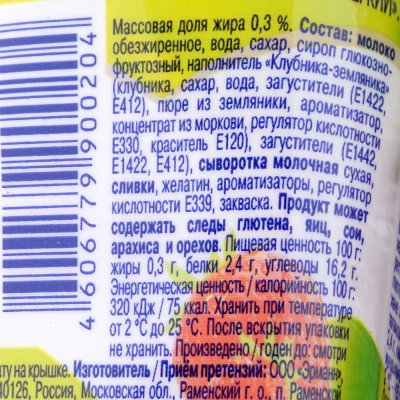 Массовая доля жира 0,3 %. Состав: молоко
обезжиренное, вода, сахар, сироп глюкозно-
фруктозный, наполнитель «Клубника-земляника»
(клубника, сахар, вода, загустители (Е1422,
Е412), пюре из земляники, ароматизатор,
концентрат из моркови, регулятор кислотности
Е330, краситель Е120), загустители (Е1442,
Е1422, Е412), сыворотка молочная сухая,
сливки, желатин, ароматизаторы, регулятор
кислотности Е339, закваска. Продукт может
содержать следы глютена, яиц, сои,
арахиса и орехов. Пищевая ценность 100 г:
жиры 0,3 г, белки 2,4 г, углеводы 16,2 г.
Энергетическая ценность / калорийность 100 г:
320 кДж / 75 ккал. Хранить при температуре
от 2 °С до 25 °С. После вскрытия упаковки
не хранить. Произведено / годен до: смотри
на крышке. Изготовитель / Приём претензий: ООО «Эрманн»
140126, Россия, Московская обл., Раменский г. о., п. Раменской
4 606779 900204